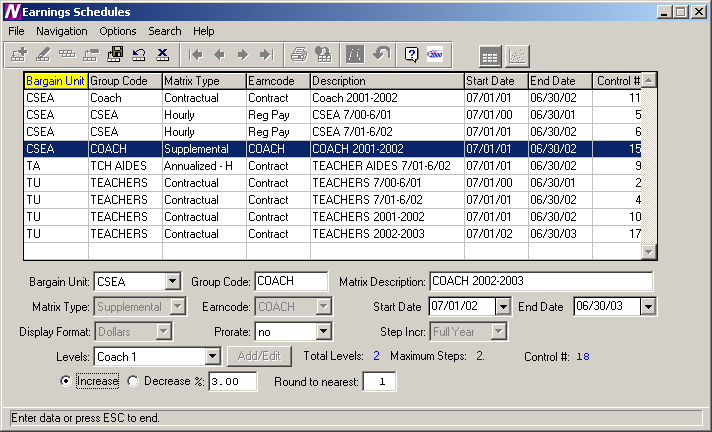 Earnings Schedules
File Navigation Options Search Help
2000
Bargain Unit Group Code Matrix Type Earncode Description Start Date End Date Control #
CSEA Coach Contractual Contract Coach 2001-2002 07/01/01 06/30/02 11
CSEA CSEA Hourly Reg Pay CSEA 7/00-6/01 07/01/00 06/30/01 5
CSEA CSEA Hourly Reg Pay CSEA 7/01-6/02 07/01/01 06/30/02 6
CSEA COACH Supplemental COACH COACH 2001-2002 07/01/01 06/30/02 15
TA TCH AIDES Annualized - H Contract TEACHER AIDES 7/01-6/02 07/01/01 06/30/02 9
TU TEACHERS Contractual Contract TEACHERS 7/00-6/01 07/01/00 06/30/01 2
TU TEACHERS Contractual Contract TEACHERS 7/01-6/02 07/01/01 06/30/02 4
TU TEACHERS Contractual Contract TEACHERS 2001-2002 07/01/01 06/30/02 10
TU TEACHERS Contractual Contract TEACHERS 2002-2003 07/01/02 06/30/03 17
Bargain Unit: CSEA Group Code: COACH Matrix Description: COACH 2002-2003
Matrix Type: Supplemental Earncode: COACH Start Date 07/01/02 End Date 06/30/03
Display Format: Dollars Prorate: no Step Incr: Full Year
Levels: Coach 1 Add/Edit Total Levels: 2 Maximum Steps: 2. Control #: 18
Increase Decrease %: 3.00 Round to nearest: 1
Enter data or press ESC to end.